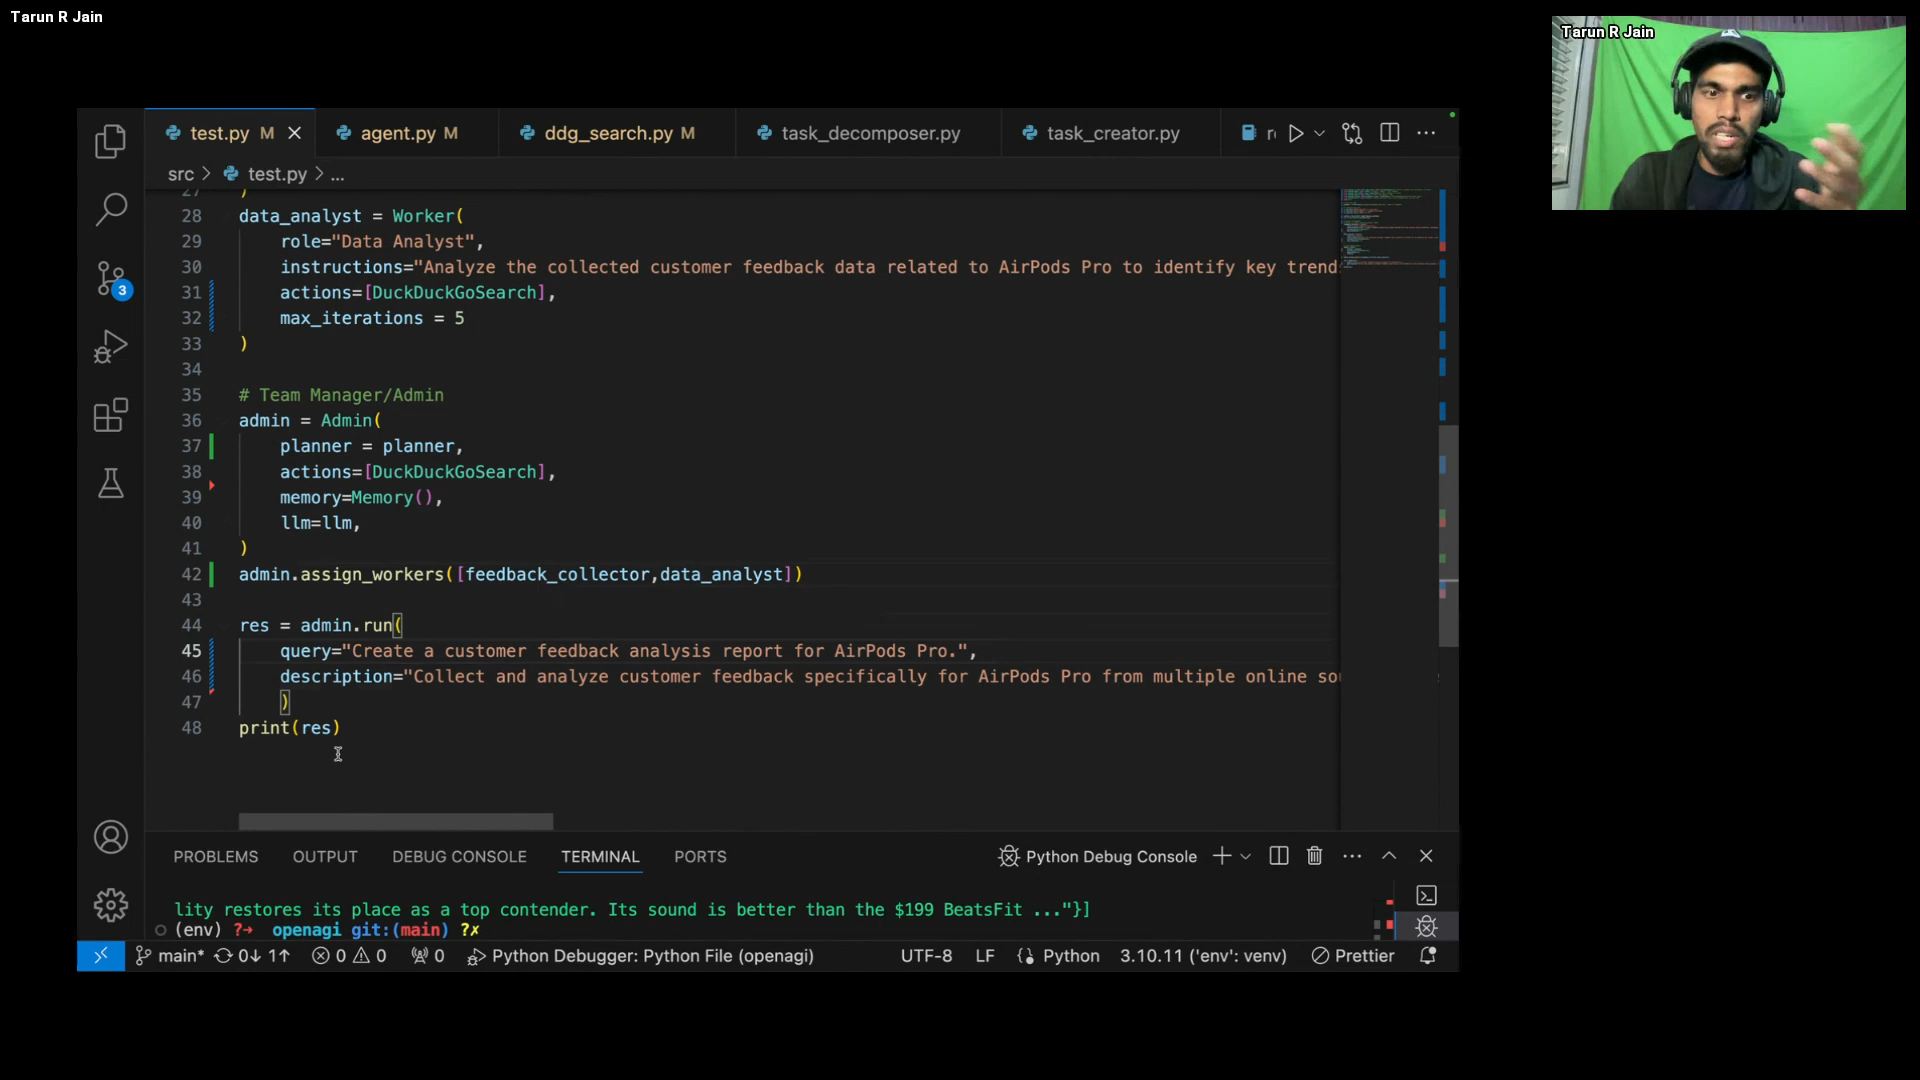 Tarun R Jain
Tarun R Jain
test.py M
agent.py M
ddg_search.py M
task_decomposer.py
task_creator.py
src > test.py > ...
27 )
28 data_analyst = Worker(
29 role="Data Analyst",
30 instructions="Analyze the collected customer feedback data related to AirPods Pro to identify key trend
31 actions=[DuckDuckGoSearch],
32 max_iterations = 5
33 )
34
35 # Team Manager/Admin
36 admin = Admin(
37 planner = planner,
38 actions=[DuckDuckGoSearch],
39 memory=Memory(),
40 llm=llm,
41 )
42 admin.assign_workers([feedback_collector,data_analyst])
43
44 res = admin.run(
45 query="Create a customer feedback analysis report for AirPods Pro.",
46 description="Collect and analyze customer feedback specifically for AirPods Pro from multiple online so
47 )
48 print(res)
3
PROBLEMS OUTPUT DEBUG CONSOLE TERMINAL PORTS
Python Debug Console
lity restores its place as a top contender. Its sound is better than the $199 BeatsFit ..."}]
(env) ?→ openagi git:(main) ?✗
main* 0↓ 1↑ 0 0 0 Python Debugger: Python File (openagi) UTF-8 LF Python 3.10.11 ('env': venv) Prettier